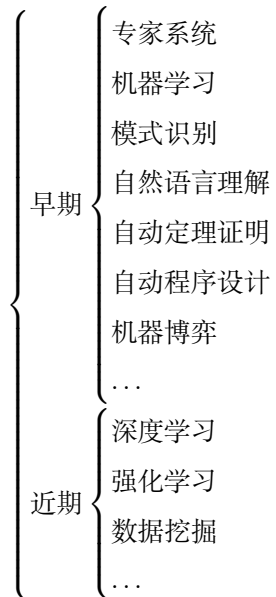 早期
专家系统
机器学习
模式识别
自然语言理解
自动定理证明
自动程序设计
机器博弈
...
近期
深度学习
强化学习
数据挖掘
...